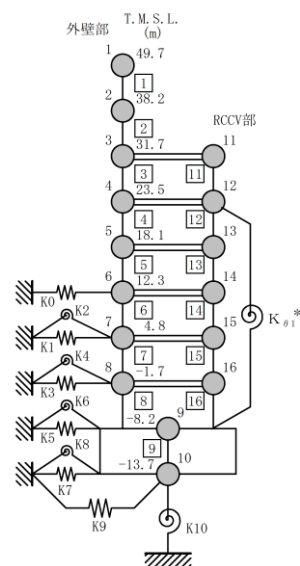 外壁部
T.M.S.L.
(m)
1
49.7
1
2
38.2
2
RCCV部
3
31.7
11
3
11
4
23.5
12
4
12
5
18.1
13
5
13
6
12.3
14
K0
6
14
K2
7
4.8
15
Kθ1*
K1
7
15
K4
8
-1.7
16
K3
8
16
K6
-8.2
9
K5
K8
9
-13.7
10
K7
K9
K10